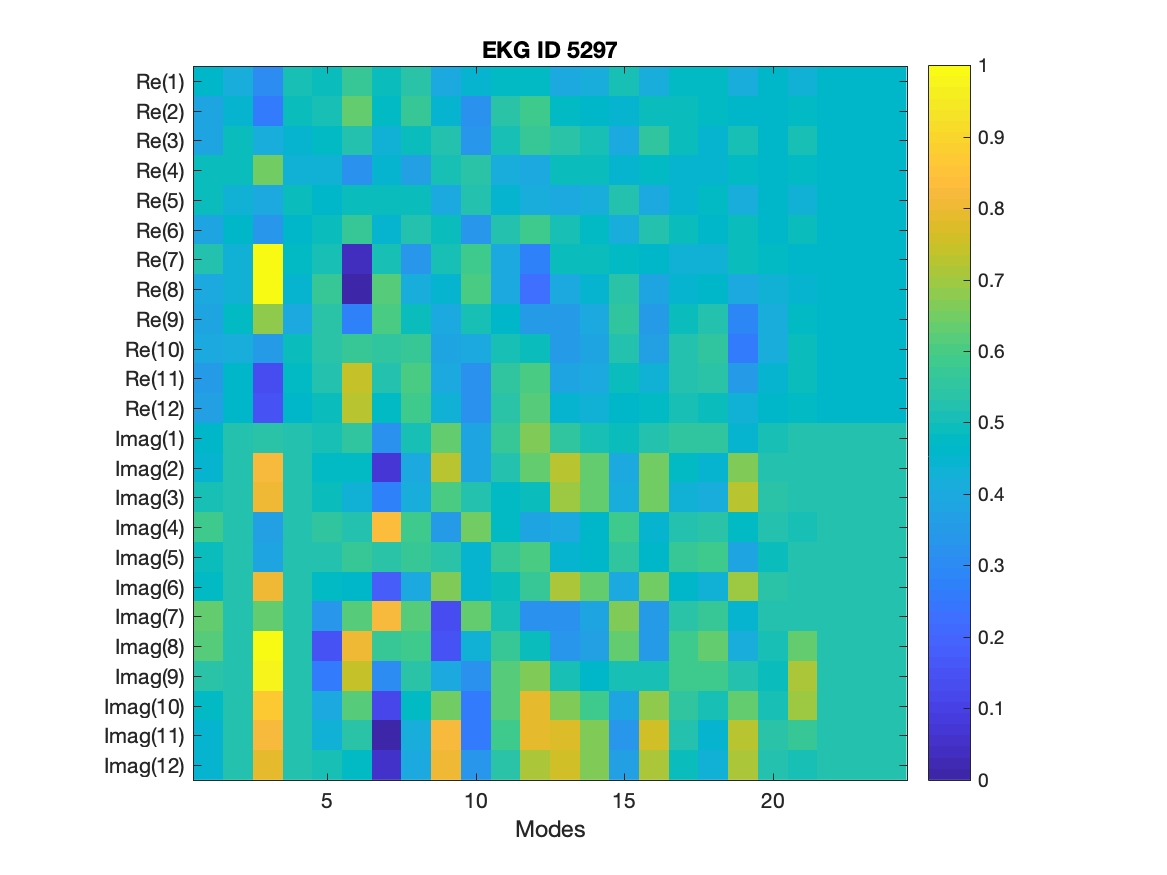 EKG ID 5297
Re(1)
Re(2)
Re(3)
Re(4)
Re(5)
Re(6)
Re(7)
Re(8)
Re(9)
Re(10)
Re(11)
Re(12)
Imag(1)
Imag(2)
Imag(3)
Imag(4)
Imag(5)
Imag(6)
Imag(7)
Imag(8)
Imag(9)
Imag(10)
Imag(11)
Imag(12)
5 10 15 20
Modes
1
0.9
0.8
0.7
0.6
0.5
0.4
0.3
0.2
0.1
0